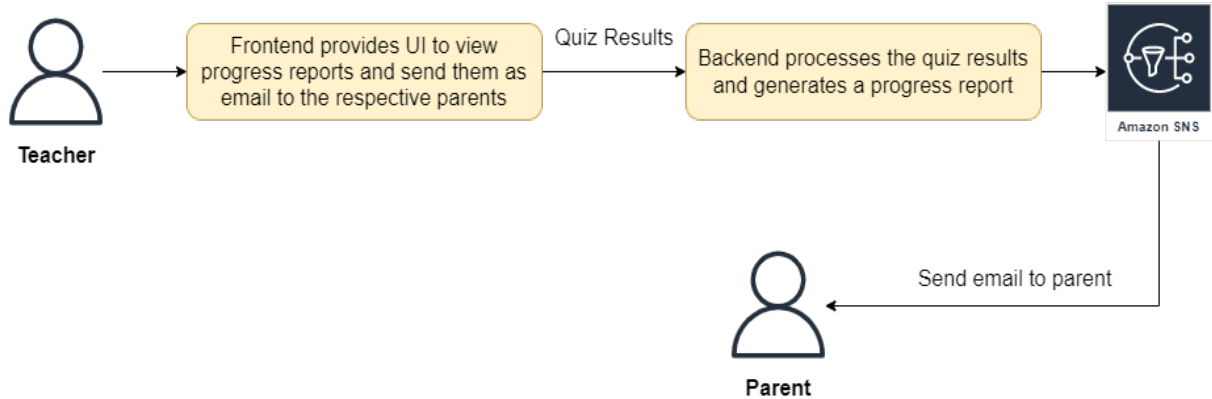 Frontend provides UI to view
progress reports and send them as
email to the respective parents
Quiz Results
Backend processes the quiz results
and generates a progress report
Amazon SNS
Teacher
Send email to parent
Parent